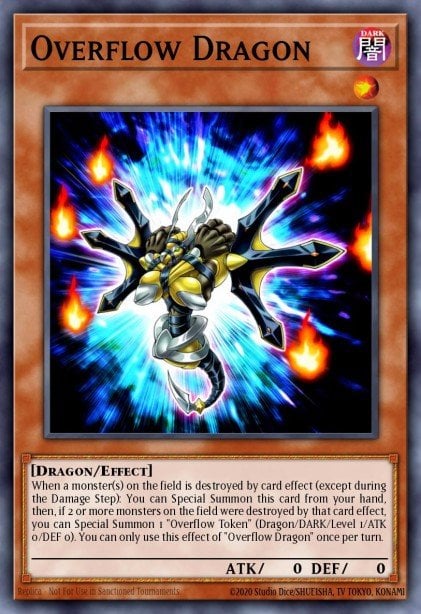 OVERFLOW DRAGON
DARK
闇
[DRAGON/EFFECT]
When a monster(s) on the field is destroyed by card effect (except during
the Damage Step): You can Special Summon this card from your hand,
then, if 2 or more monsters on the field were destroyed by that card effect,
you can Special Summon 1 "Overflow Token" (Dragon/DARK/Level 1/ATK
0/DEF 0). You can only use this effect of "Overflow Dragon" once per turn.
ATK/ 0 DEF/ 0
Replica - Not For Use in Sanctioned Tournaments
©2020 Studio Dice/SHUEISHA, TV TOKYO, KONAMI